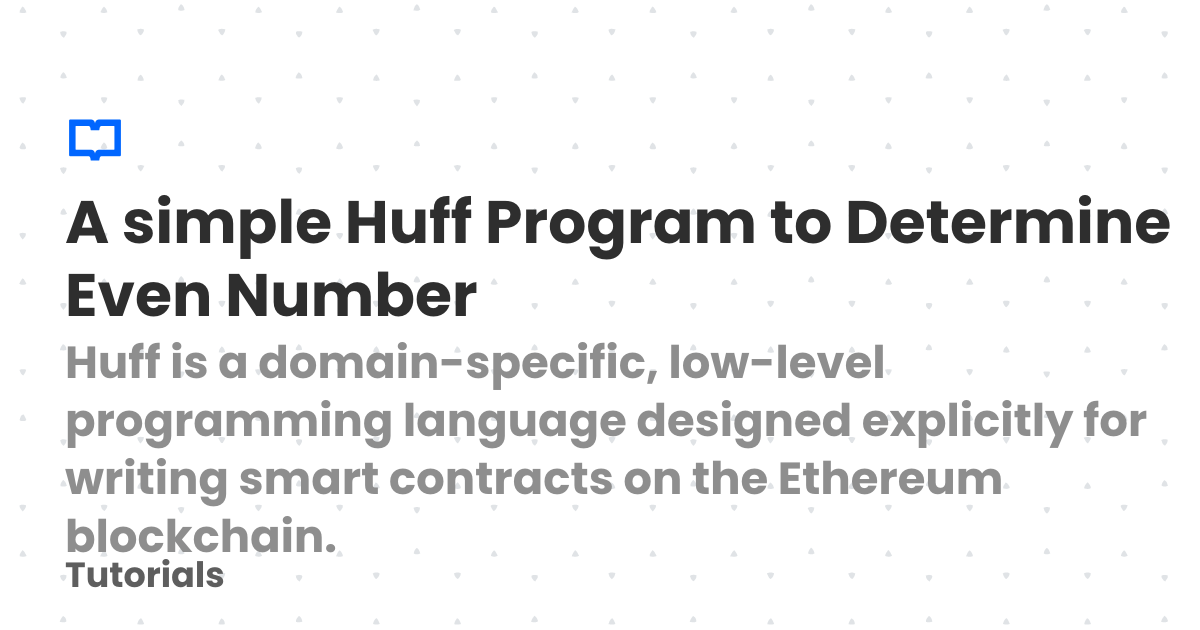 A simple Huff Program to Determine
Even Number
Huff is a domain-specific, low-level
programming language designed explicitly for
writing smart contracts on the Ethereum
blockchain.
Tutorials